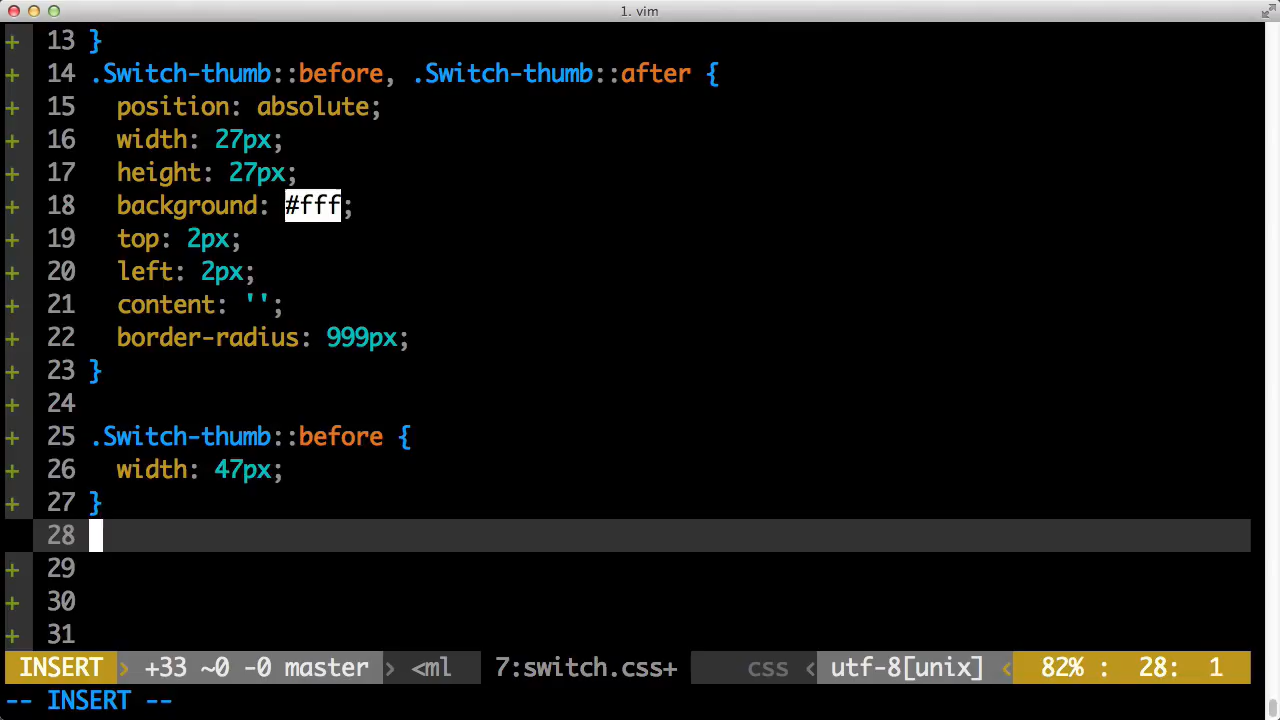 1. vim
+ 13 }
+ 14 .Switch-thumb::before, .Switch-thumb::after {
+ 15 position: absolute;
+ 16 width: 27px;
+ 17 height: 27px;
+ 18 background: #fff;
+ 19 top: 2px;
+ 20 left: 2px;
+ 21 content: '';
+ 22 border-radius: 999px;
+ 23 }
+ 24
+ 25 .Switch-thumb::before {
+ 26 width: 47px;
+ 27 }
28
+ 29
+ 30
+ 31
INSERT › +33 ~0 -0 master › <ml 7:switch.css+ css ‹ utf-8[unix] ‹ 82% : 28: 1
-- INSERT --